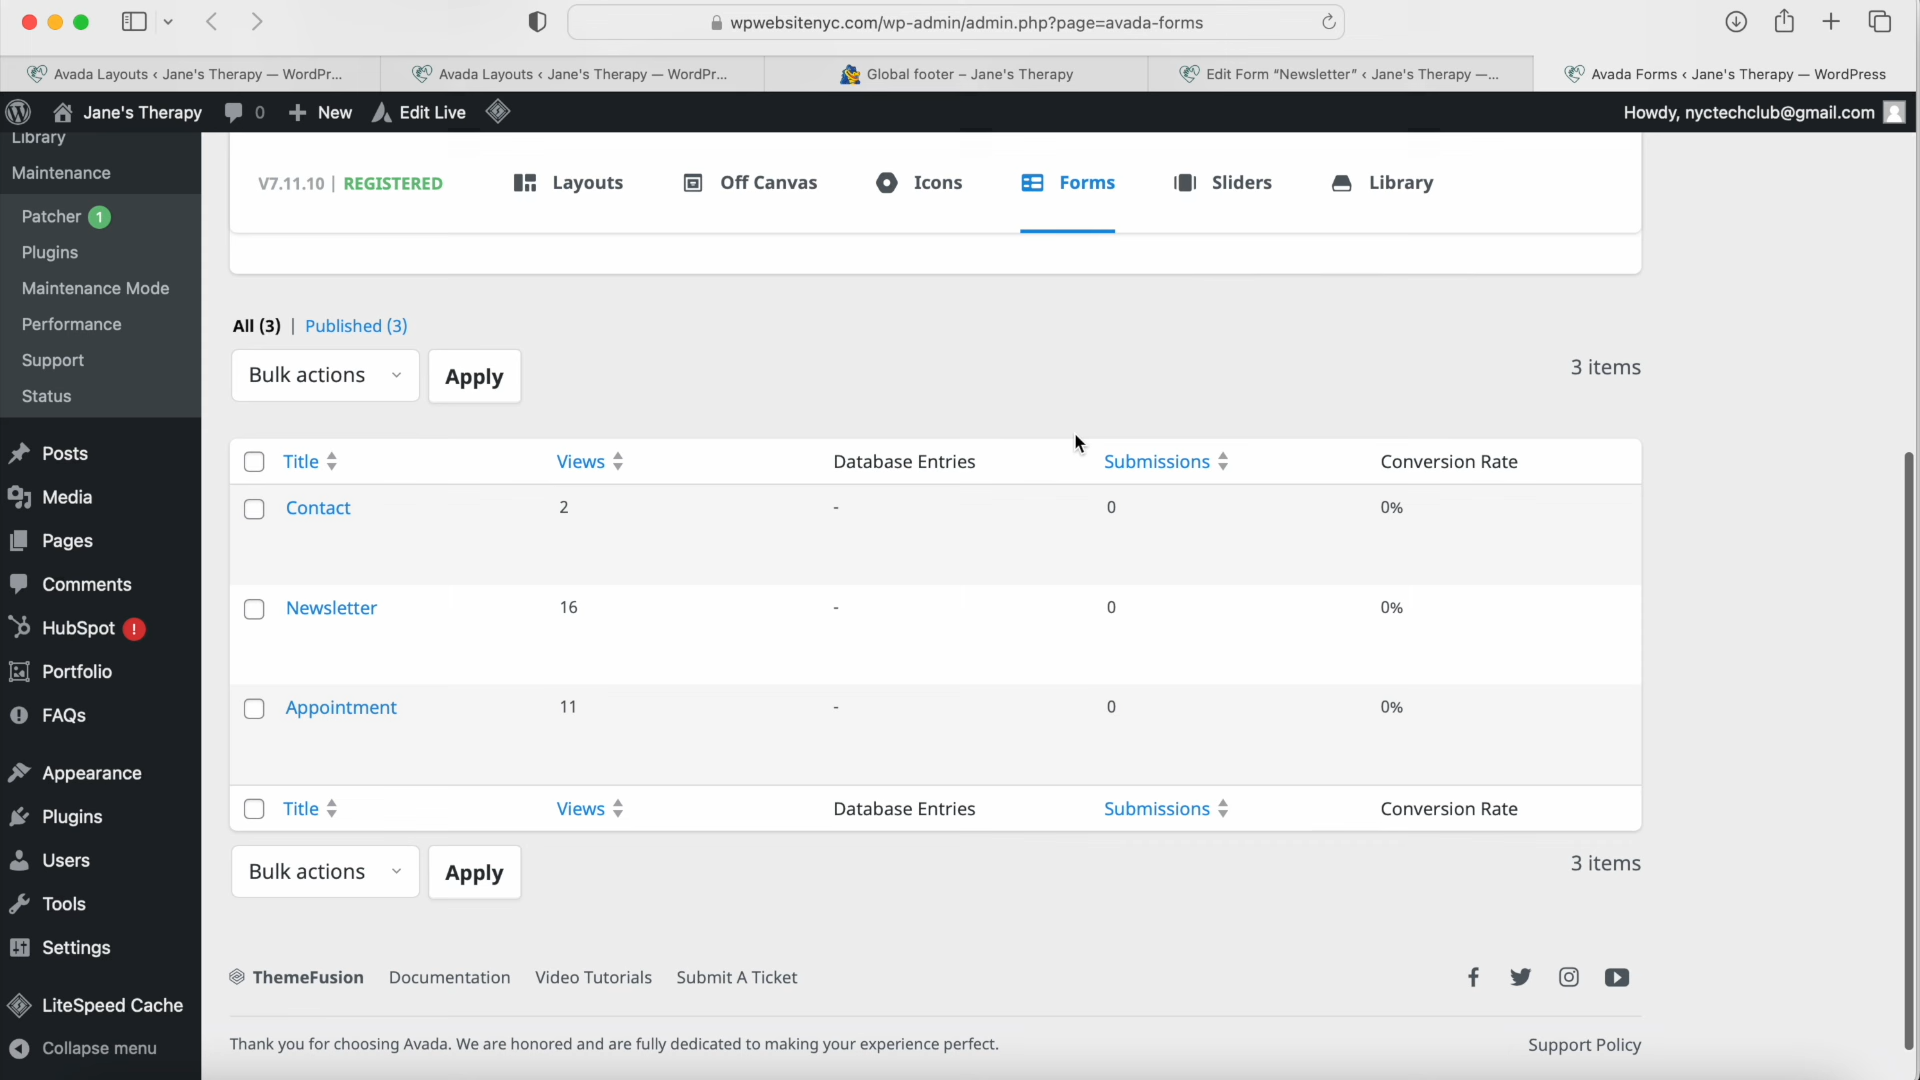 wpwebsitenyc.com/wp-admin/admin.php?page=avada-forms
Avada Layouts ‹ Jane's Therapy — WordPr...
Avada Layouts ‹ Jane's Therapy — WordPr...
Global footer – Jane's Therapy
Edit Form “Newsletter” ‹ Jane's Therapy —...
Avada Forms ‹ Jane's Therapy — WordPress
Jane's Therapy
0
New
Edit Live
Howdy, nyctechclub@gmail.com
Library
Maintenance
Patcher 1
Plugins
Maintenance Mode
Performance
Support
Status
Posts
Media
Pages
Comments
HubSpot !
Portfolio
FAQs
Appearance
Plugins
Users
Tools
Settings
LiteSpeed Cache
Collapse menu
V7.11.10 | REGISTERED
Layouts
Off Canvas
Icons
Forms
Sliders
Library
All (3) | Published (3)
Bulk actions
Apply
3 items
Title Views Database Entries Submissions Conversion Rate
Contact 2 - 0 0%
Newsletter 16 - 0 0%
Appointment 11 - 0 0%
Title Views Database Entries Submissions Conversion Rate
Bulk actions
Apply
3 items
ThemeFusion Documentation Video Tutorials Submit A Ticket
Thank you for choosing Avada. We are honored and are fully dedicated to making your experience perfect.
Support Policy